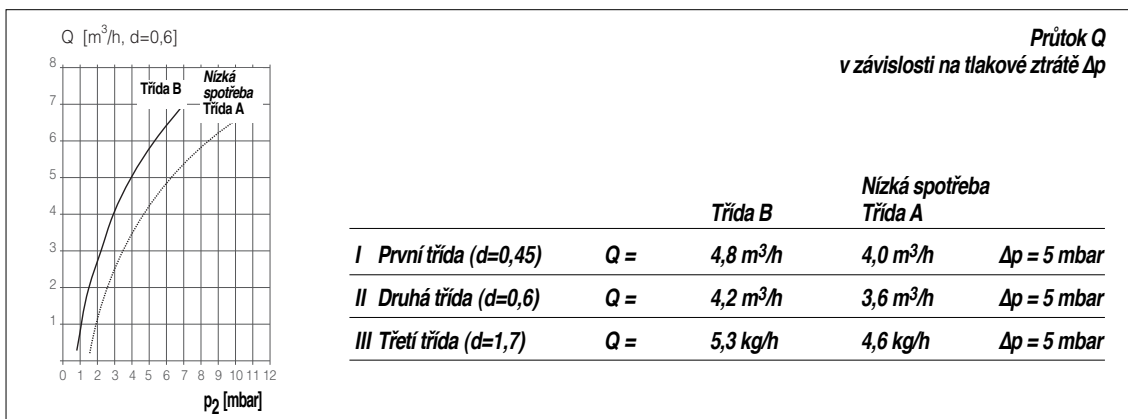 Q [m³/h, d=0,6]
8
7
6
5
4
3
2
1
Třída B
Nízká
spotřeba
Třída A
0 1 2 3 4 5 6 7 8 9 10 11 12
p₂ [mbar]
Průtok Q
v závislosti na tlakové ztrátě Δp
Nízká spotřeba
Třída B Třída A
I První třída (d=0,45) Q = 4,8 m³/h 4,0 m³/h Δp = 5 mbar
II Druhá třída (d=0,6) Q = 4,2 m³/h 3,6 m³/h Δp = 5 mbar
III Třetí třída (d=1,7) Q = 5,3 kg/h 4,6 kg/h Δp = 5 mbar